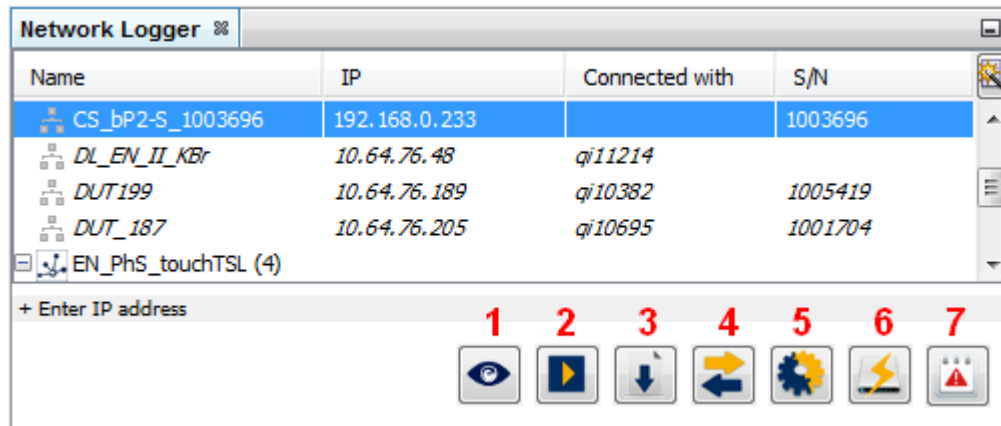 Network Logger
Name IP Connected with S/N
CS_bP2-S_1003696 192.168.0.233 1003696
DL_EN_II_KBr 10.64.76.48 qi11214
DUT199 10.64.76.189 qi10382 1005419
DUT_187 10.64.76.205 qi10695 1001704
EN_PhS_touchTSL (4)
+ Enter IP address
1 2 3 4 5 6 7